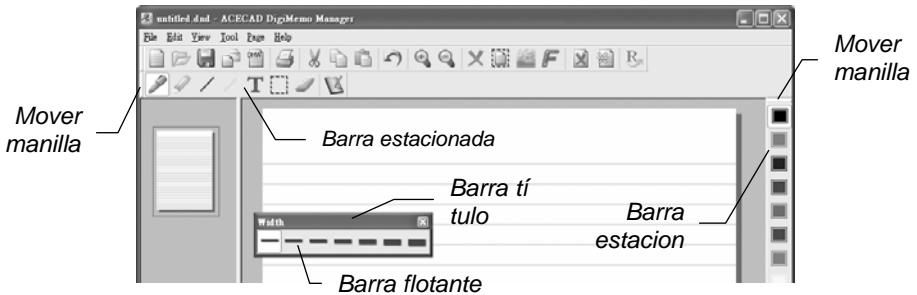 untitled.dnd - ACECAD DigiMemo Manager
File Edit View Tool Page Help
Mover
manilla
T
F
Mover
manilla
Barra estacionada
Barra tí
tulo
Width
Barra
estacion
Barra flotante